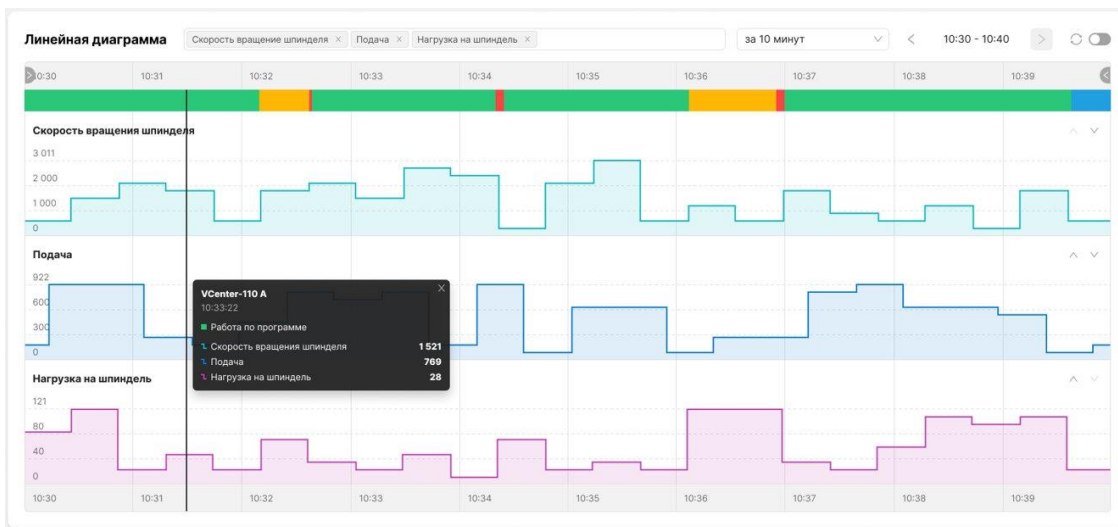 Линейная диаграмма
Скорость вращение шпинделя × Подача × Нагрузка на шпиндель ×
за 10 минут
10:30 - 10:40
0:30 10:31 10:32 10:33 10:34 10:35 10:36 10:37 10:38 10:39
Скорость вращения шпинделя
3 011
2 000
1 000
0
Подача
922
600
300
0
VCenter-110 A
10:33:22
Работа по программе
Скорость вращения шпинделя 1 521
Подача 769
Нагрузка на шпиндель 28
Нагрузка на шпиндель
121
80
40
0
10:30 10:31 10:32 10:33 10:34 10:35 10:36 10:37 10:38 10:39